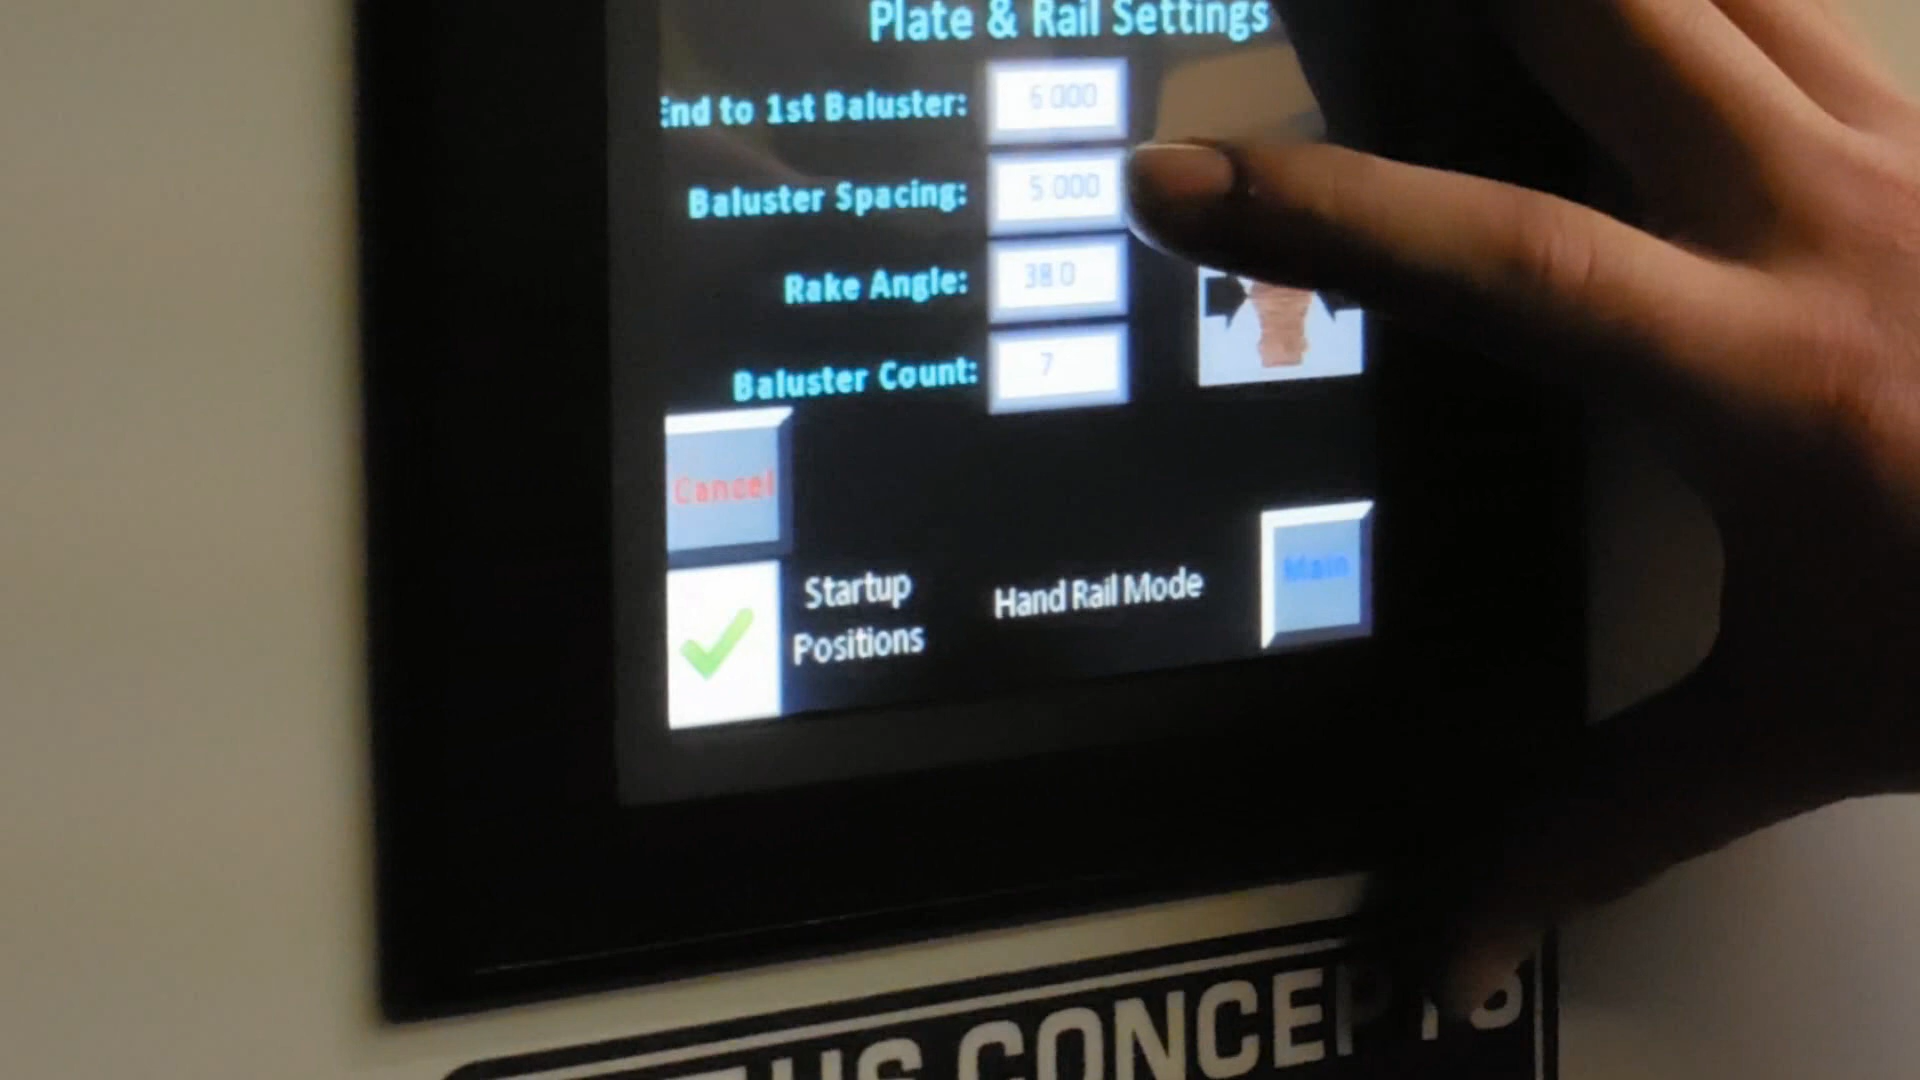 Plate & Rail Settings
End to 1st Baluster: 6.000
Baluster Spacing: 5.000
Rake Angle: 38.0
Baluster Count: 7
Cancel
Startup
Positions
Hand Rail Mode
Main
CONCEPTS